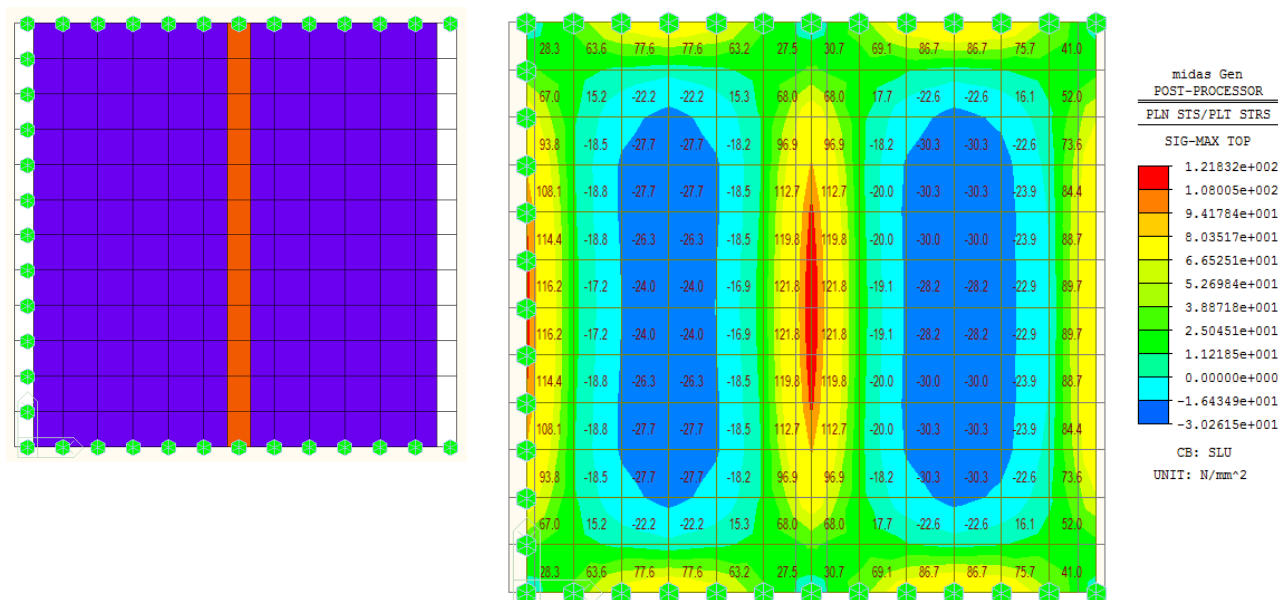 28.3 63.6 77.6 77.6 63.2 27.5 30.7 69.1 86.7 86.7 75.7 41.0
67.0 15.2 -22.2 -22.2 15.3 68.0 68.0 17.7 -22.6 -22.6 16.1 52.0
93.8 -18.5 -27.7 -27.7 -18.2 96.9 96.9 -18.2 -30.3 -30.3 -22.6 73.6
108.1 -18.8 -27.7 -27.7 -18.5 112.7 112.7 -20.0 -30.3 -30.3 -23.9 84.4
114.4 -18.8 -26.3 -26.3 -18.5 119.8 119.8 -20.0 -30.0 -30.0 -23.9 88.7
116.2 -17.2 -24.0 -24.0 -16.9 121.8 121.8 -19.1 -28.2 -28.2 -22.9 89.7
116.2 -17.2 -24.0 -24.0 -16.9 121.8 121.8 -19.1 -28.2 -28.2 -22.9 89.7
114.4 -18.8 -26.3 -26.3 -18.5 119.8 119.8 -20.0 -30.0 -30.0 -23.9 88.7
108.1 -18.8 -27.7 -27.7 -18.5 112.7 112.7 -20.0 -30.3 -30.3 -23.9 84.4
93.8 -18.5 -27.7 -27.7 -18.2 96.9 96.9 -18.2 -30.3 -30.3 -22.6 73.6
67.0 15.2 -22.2 -22.2 15.3 68.0 68.0 17.7 -22.6 -22.6 16.1 52.0
28.3 63.6 77.6 77.6 63.2 27.5 30.7 69.1 86.7 86.7 75.7 41.0
midas Gen
POST-PROCESSOR
PLN STS/PLT STRS
SIG-MAX TOP
1.21832e+002
1.08005e+002
9.41784e+001
8.03517e+001
6.65251e+001
5.26984e+001
3.88718e+001
2.50451e+001
1.12185e+001
0.00000e+000
-1.64349e+001
-3.02615e+001
CB: SLU
UNIT: N/mm^2